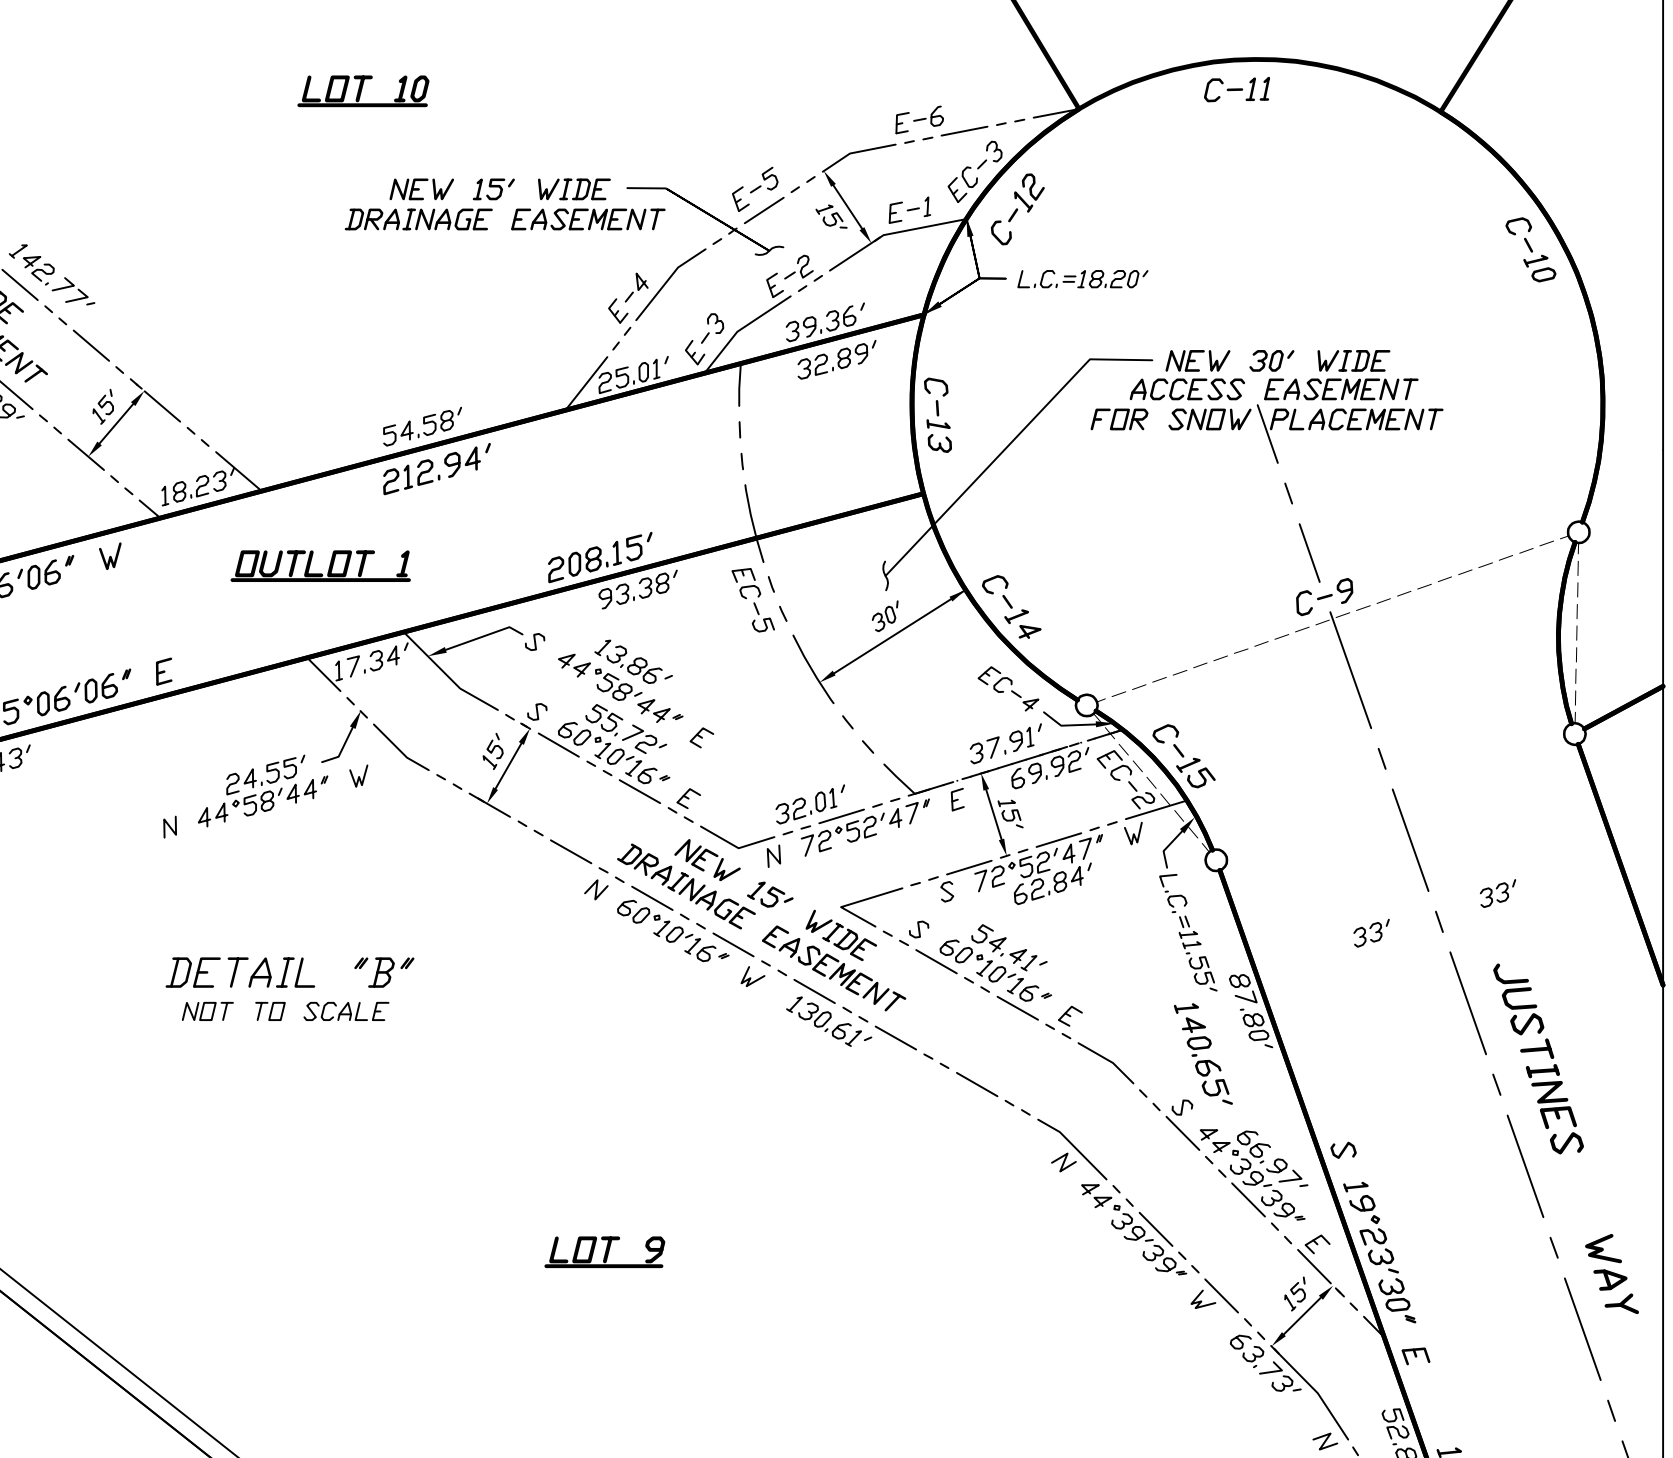 LOT 10
C-11
E-6
EC-3
E-5
NEW 15' WIDE
DRAINAGE EASEMENT
15'
E-1
C-12
C-10
142.77'
E-2
L.C.=18.20'
E-4
E-3
39.36'
32.89'
25.01'
NEW 30' WIDE
ACCESS EASEMENT
FOR SNOW PLACEMENT
15'
54.58'
212.94'
C-13
18.23'
6'06" W
OUTLOT 1
208.15'
93.38'
EC-5
C-14
C-9
30'
17.34'
13.86'
S 44°58'44" E
5°06'06" E
43'
EC-4
55.72'
S 60°10'16" E
15'
24.55'
N 44°58'44" W
37.91'
69.92'
C-15
EC-2
32.01'
N 72°52'47" E
15'
S 72°52'47" W
62.84'
NEW 15' WIDE
DRAINAGE EASEMENT
N 60°10'16" W 130.61'
54.41'
S 60°10'16" E
L.C.=11.55'
87.80'
140.65'
33'
33'
DETAIL "B"
NOT TO SCALE
JUSTINES WAY
66.97'
S 44°39'39" E
S 19°23'30" E
N 44°39'39" W 63.73'
LOT 9
15'
52.8
N
1